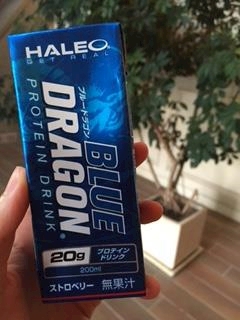 HALEO
GET REAL
ブルードラゴン
BLUE
DRAGON
PROTEIN DRINK
20g プロテイン
ドリンク
200ml
ストロベリー 無果汁